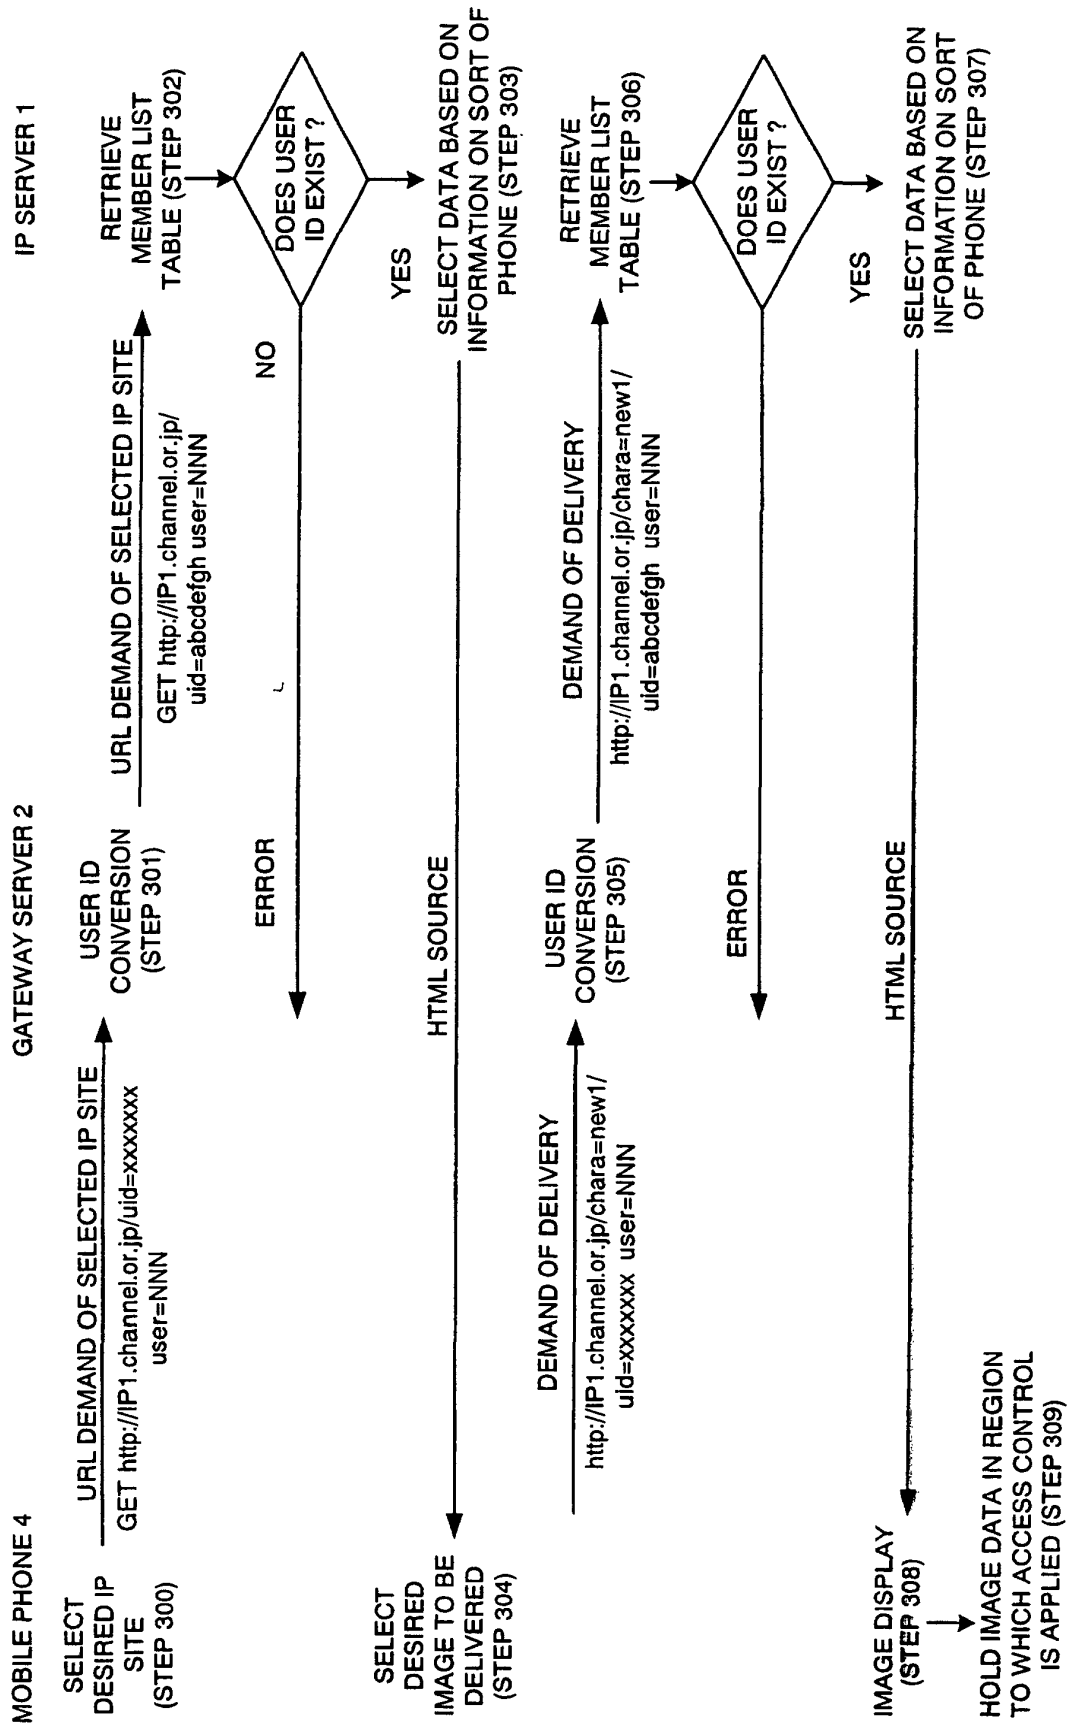 MOBILE PHONE 4
GATEWAY SERVER 2
IP SERVER 1
SELECT
DESIRED IP
SITE
(STEP 300)
URL DEMAND OF SELECTED IP SITE
GET http://IP1.channel.or.jp/uid=xxxxxxx
user=NNN
USER ID
CONVERSION
(STEP 301)
URL DEMAND OF SELECTED IP SITE
GET http://IP1.channel.or.jp/
uid=abcdefgh user=NNN
RETRIEVE
MEMBER LIST
TABLE (STEP 302)
DOES USER
ID EXIST ?
NO
ERROR
YES
SELECT DATA BASED ON
INFORMATION ON SORT OF
PHONE (STEP 303)
HTML SOURCE
SELECT
DESIRED
IMAGE TO BE
DELIVERED
(STEP 304)
DEMAND OF DELIVERY
http://IP1.channel.or.jp/chara=new1/
uid=xxxxxxx user=NNN
USER ID
CONVERSION
(STEP 305)
DEMAND OF DELIVERY
http://IP1.channel.or.jp/chara=new1/
uid=abcdefgh user=NNN
RETRIEVE
MEMBER LIST
TABLE (STEP 306)
DOES USER
ID EXIST ?
ERROR
YES
SELECT DATA BASED ON
INFORMATION ON SORT
OF PHONE (STEP 307)
HTML SOURCE
IMAGE DISPLAY
(STEP 308)
HOLD IMAGE DATA IN REGION
TO WHICH ACCESS CONTROL
IS APPLIED (STEP 309)